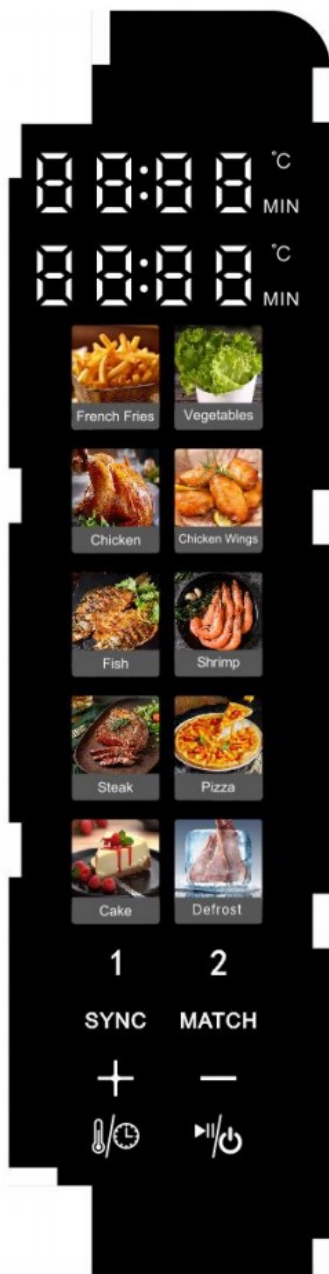 88:88 °C
MIN
88:88 °C
MIN
French Fries Vegetables
Chicken Chicken Wings
Fish Shrimp
Steak Pizza
Cake Defrost
1 2
SYNC MATCH
+ −